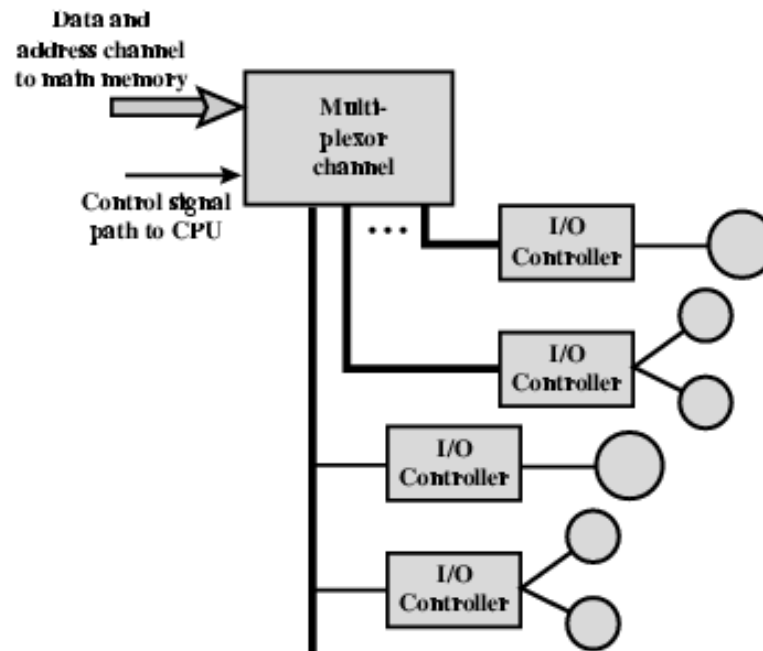 Data and
address channel
to main memory
Multi-
plexor
channel
Control signal
path to CPU
...
I/O
Controller
I/O
Controller
I/O
Controller
I/O
Controller